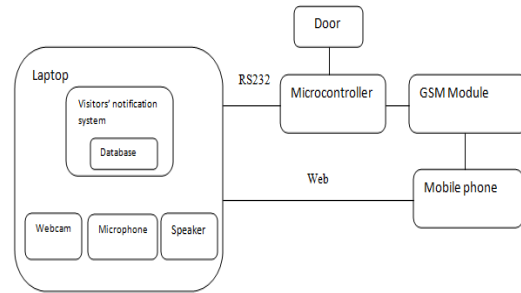 Door
Laptop
RS232
Microcontroller
GSM Module
Visitors' notification
system
Database
Web
Mobile phone
Webcam
Microphone
Speaker